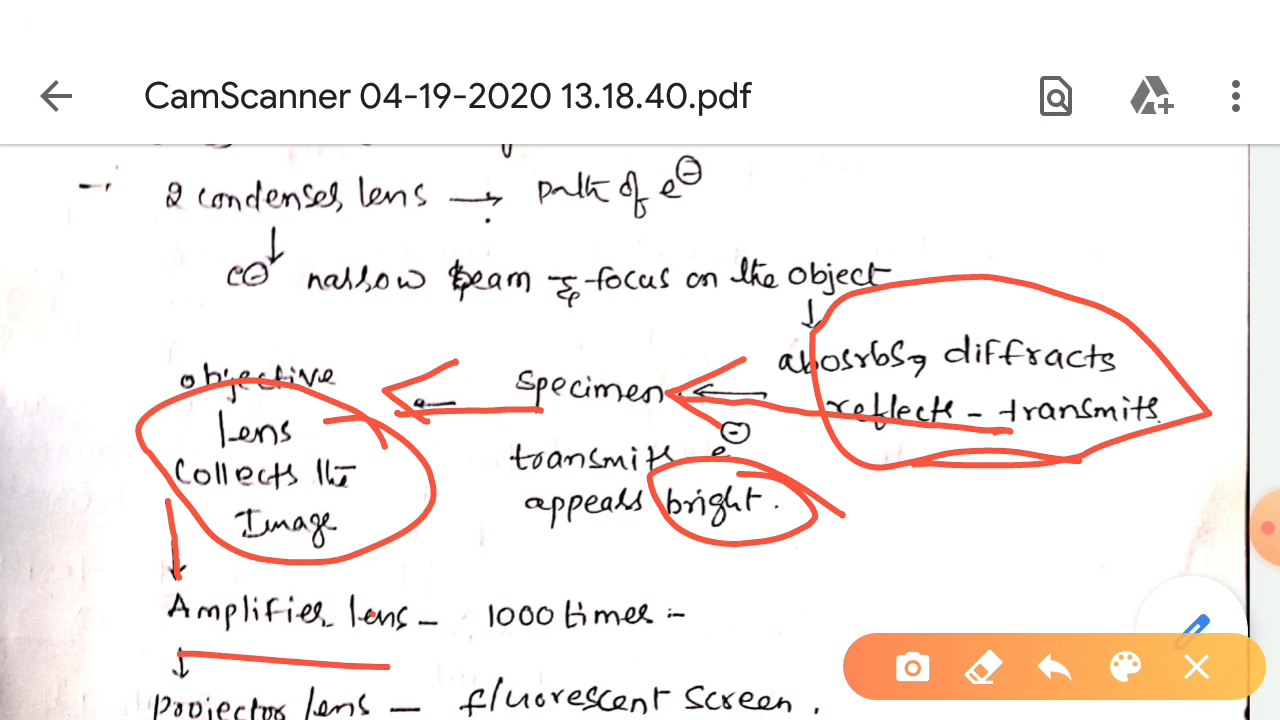 CamScanner 04-19-2020 13.18.40.pdf
2 condenser lens → path of e⊖
↓
e⊖ narrow beam & focus on the object
↓
absorbs, diffracts
reflects - transmits
objective ← specimen ←
lens
collects the
Image
transmits e⊖
appears bright.
↓
Amplifier lens - 1000 times :-
↓
Projector lens - fluorescent screen.